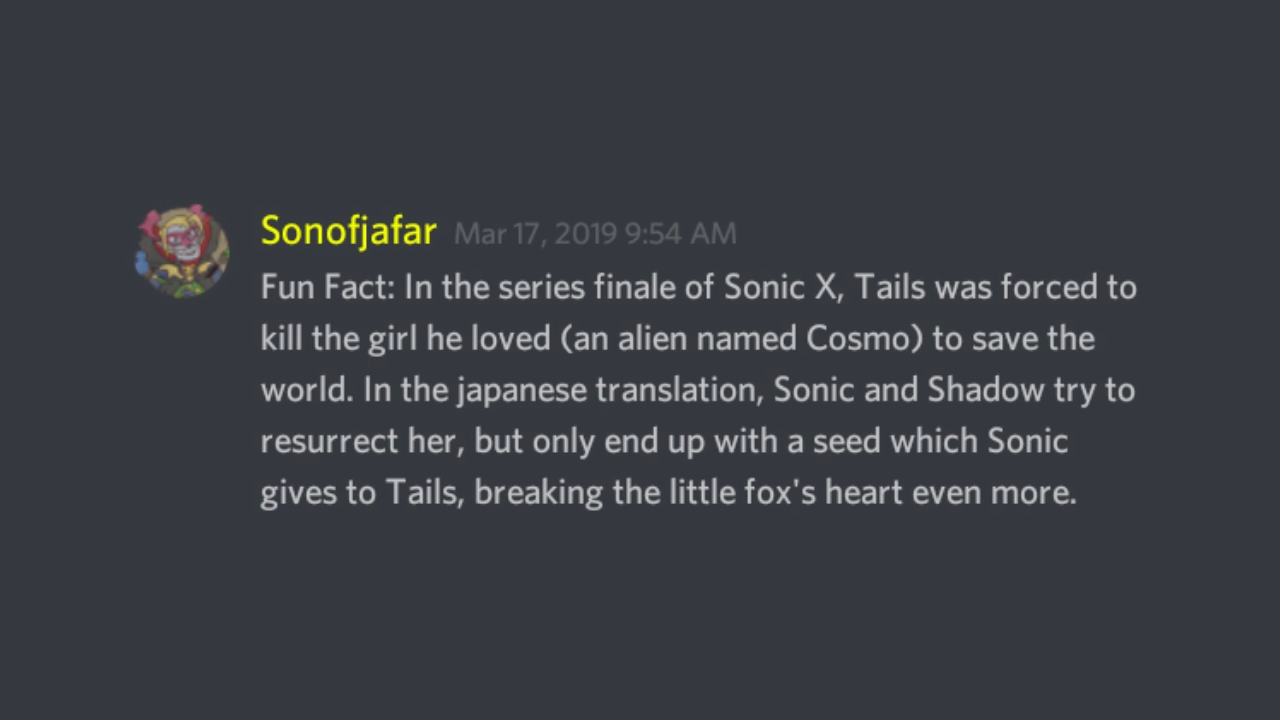 Sonofjafar Mar 17, 2019 9:54 AM
Fun Fact: In the series finale of Sonic X, Tails was forced to
kill the girl he loved (an alien named Cosmo) to save the
world. In the japanese translation, Sonic and Shadow try to
resurrect her, but only end up with a seed which Sonic
gives to Tails, breaking the little fox's heart even more.